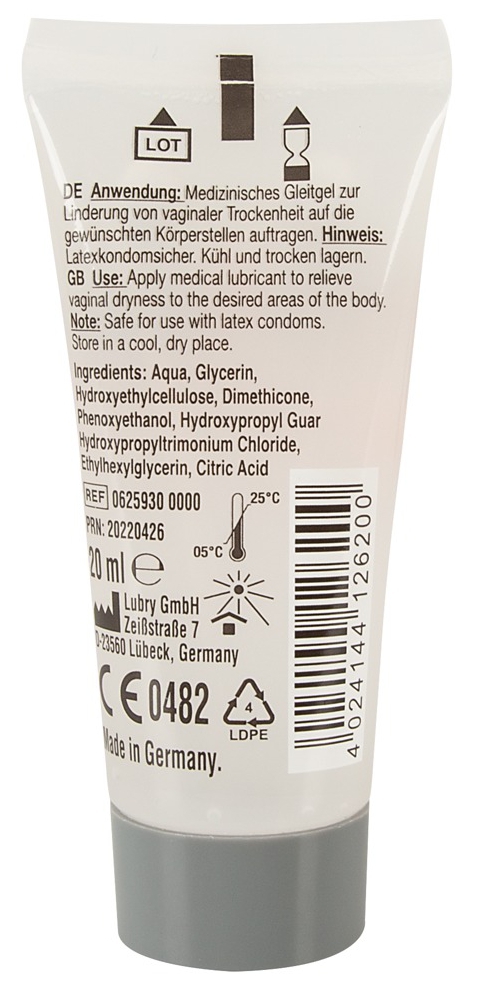 LOT
DE Anwendung: Medizinisches Gleitgel zur
Linderung von vaginaler Trockenheit auf die
gewünschten Körperstellen auftragen. Hinweis:
Latexkondomsicher. Kühl und trocken lagern.
GB Use: Apply medical lubricant to relieve
vaginal dryness to the desired areas of the body.
Note: Safe for use with latex condoms.
Store in a cool, dry place.
Ingredients: Aqua, Glycerin,
Hydroxyethylcellulose, Dimethicone,
Phenoxyethanol, Hydroxypropyl Guar
Hydroxypropyltrimonium Chloride,
Ethylhexylglycerin, Citric Acid
REF 0625930 0000
PRN: 20220426
25°C
05°C
20 ml ℮
Lubry GmbH
Zeißstraße 7
D-23560 Lübeck, Germany
CE 0482
4
LDPE
Made in Germany.
4 024144 126200